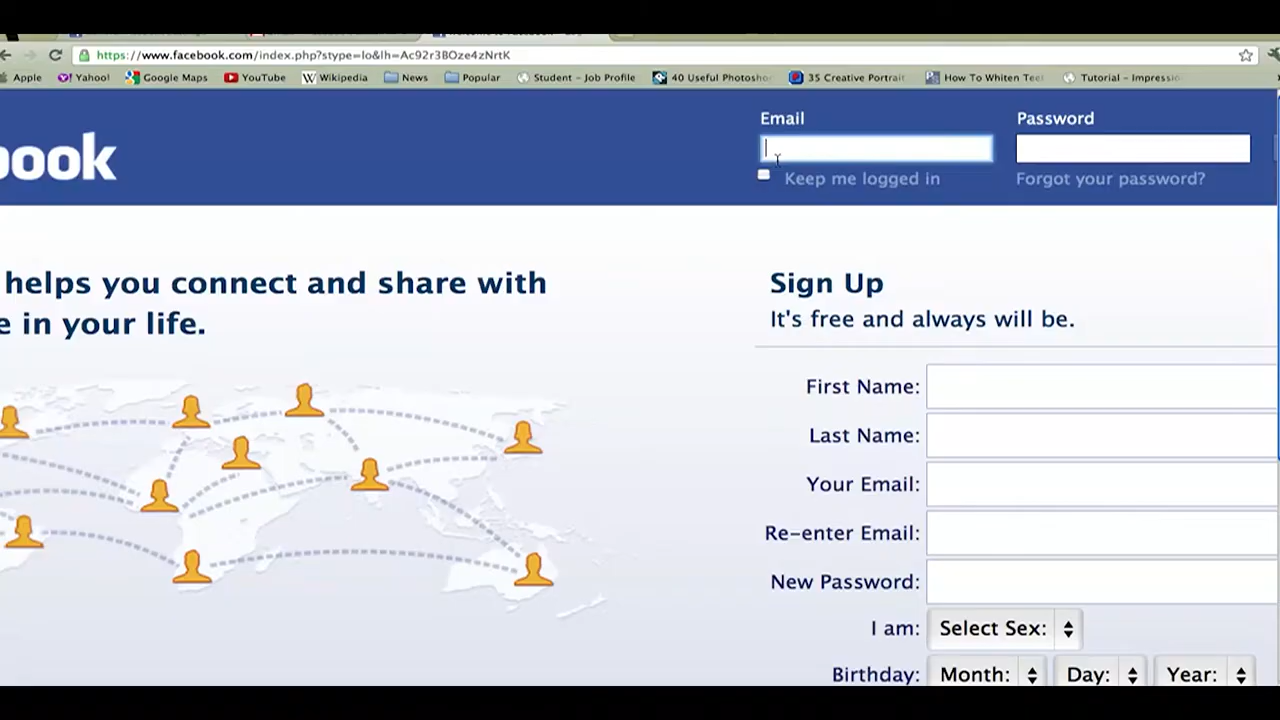 https://www.facebook.com/index.php?stype=lo&lh=Ac92r3BOze4zNrtK
Apple Yahoo! Google Maps YouTube Wikipedia News Popular Student - Job Profile 40 Useful Photosho 35 Creative Portrait How To Whiten Teet Tutorial - Impressio
Email Password
book
Keep me logged in Forgot your password?
helps you connect and share with
e in your life.
Sign Up
It's free and always will be.
First Name:
Last Name:
Your Email:
Re-enter Email:
New Password:
I am: Select Sex:
Birthday: Month: Day: Year: